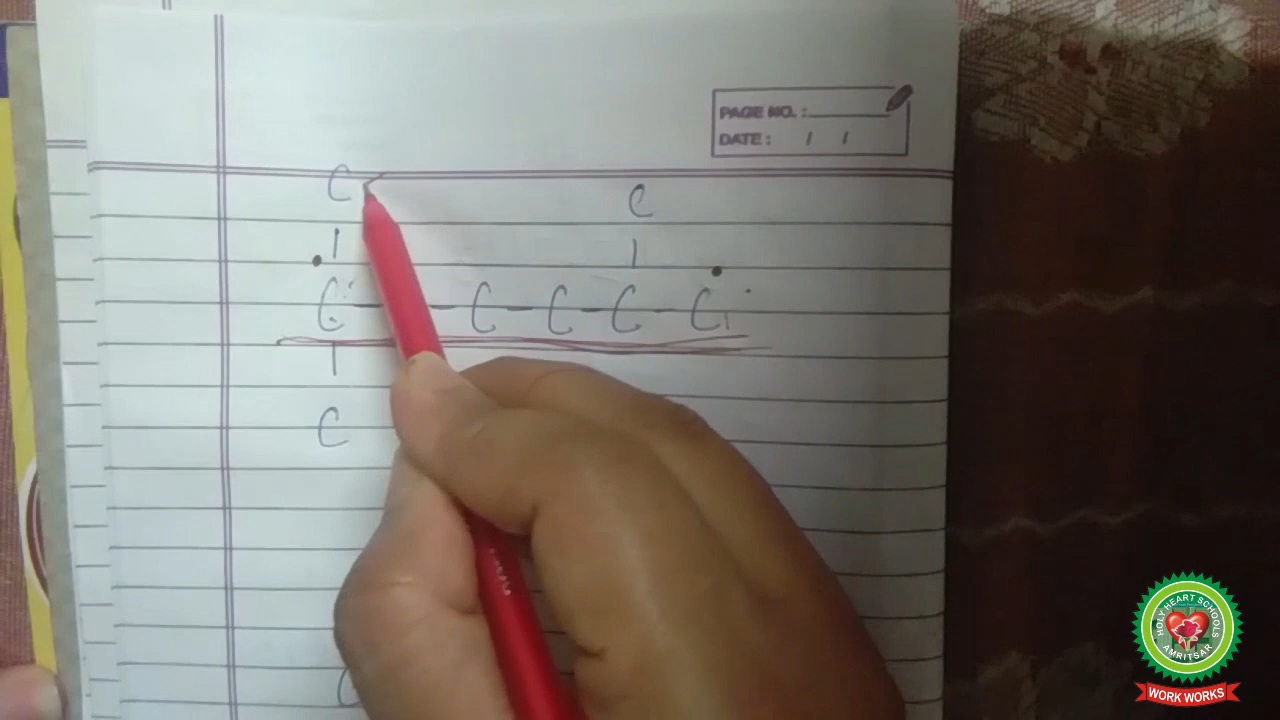 PAGE NO. :
DATE : / /
C
C
C - C - C - C - C
C
C
HOLY HEART SCHOOLS
AMRITSAR
WORK WORKS